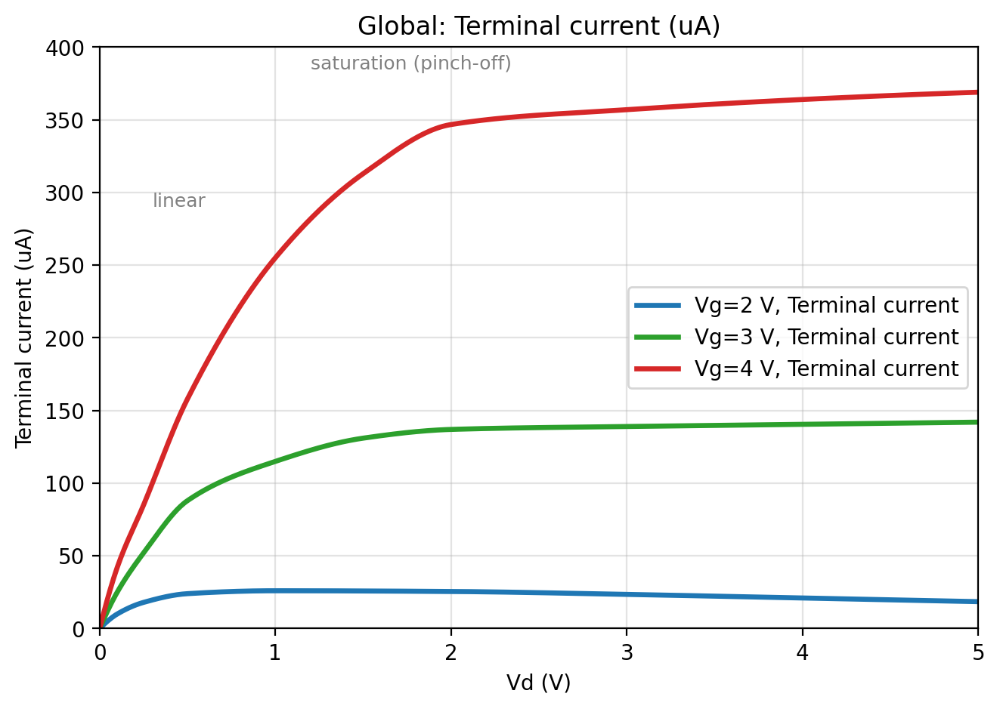 Global: Terminal current (uA)
400
350
300
250
200
150
100
50
0
Terminal current (uA)
saturation (pinch-off)
linear
Vg=2 V, Terminal current
Vg=3 V, Terminal current
Vg=4 V, Terminal current
0 1 2 3 4 5
Vd (V)